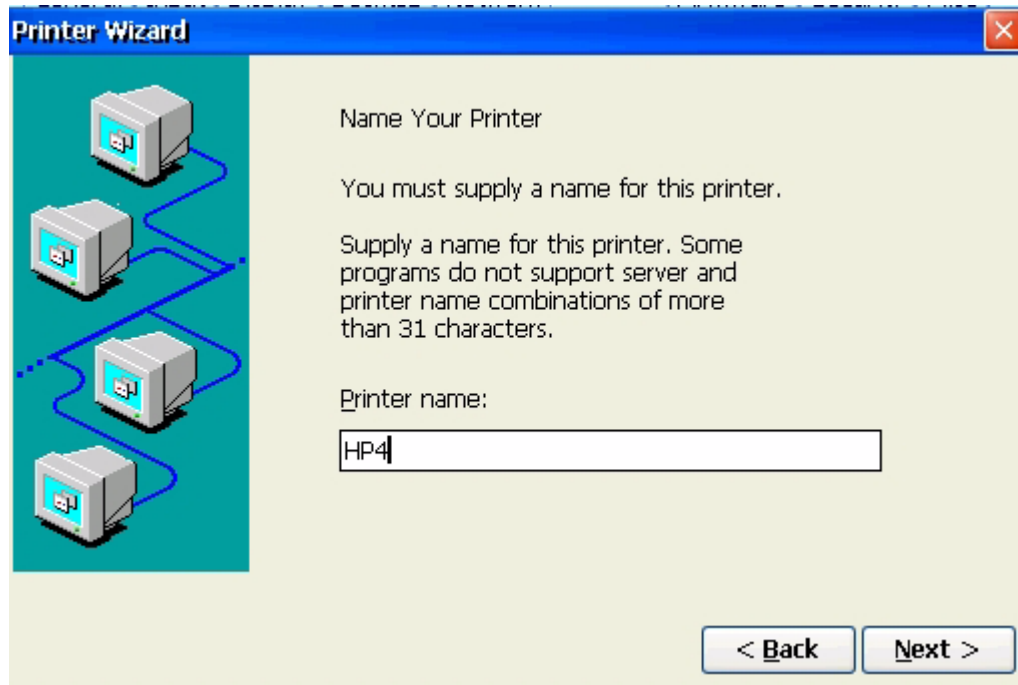 Printer Wizard
Name Your Printer
You must supply a name for this printer.
Supply a name for this printer. Some
programs do not support server and
printer name combinations of more
than 31 characters.
Printer name:
HP4
< Back
Next >